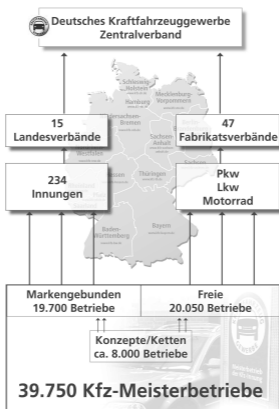 Deutsches Kraftfahrzeuggewerbe
Zentralverband
Schleswig-
Holstein
Mecklenburg-
Vorpommern
Hamburg
15
Landesverbände
47
Fabrikatsverbände
Sachsen-
Anhalt
Westfalen
234
Innungen
Thüringen
Pkw
Lkw
Motorrad
Baden-
Württemberg
Bayern
Markengebunden
19.700 Betriebe
Freie
20.050 Betriebe
Konzepte/Ketten
ca. 8.000 Betriebe
39.750 Kfz-Meisterbetriebe